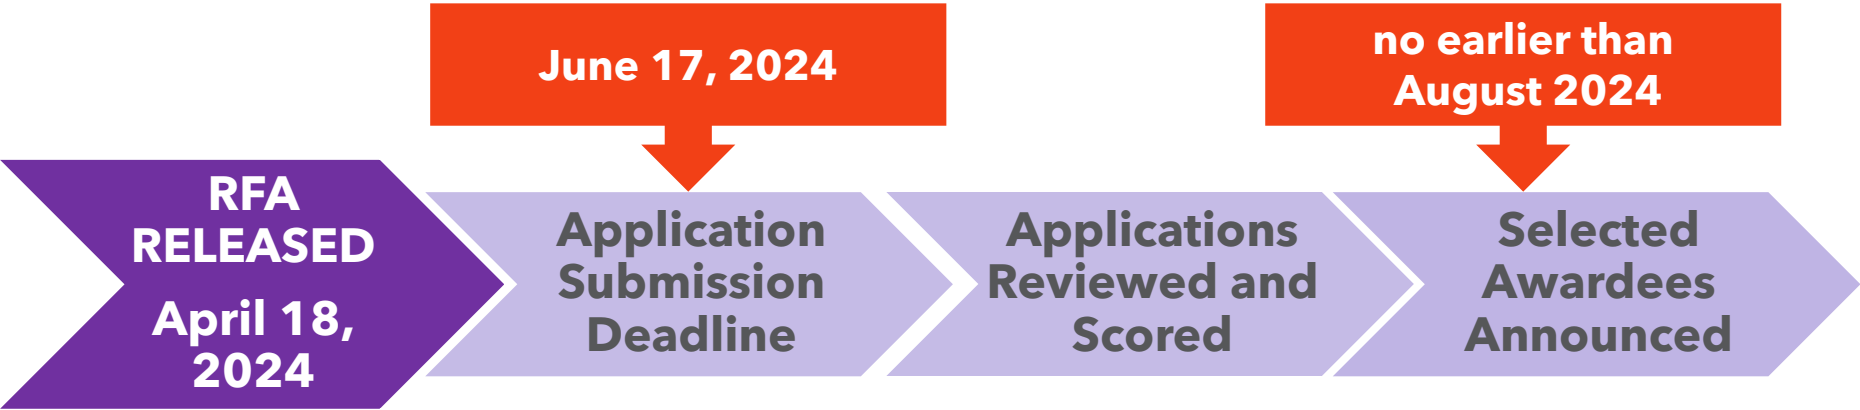 June 17, 2024
no earlier than
August 2024
RFA
RELEASED
April 18,
2024
Application
Submission
Deadline
Applications
Reviewed and
Scored
Selected
Awardees
Announced